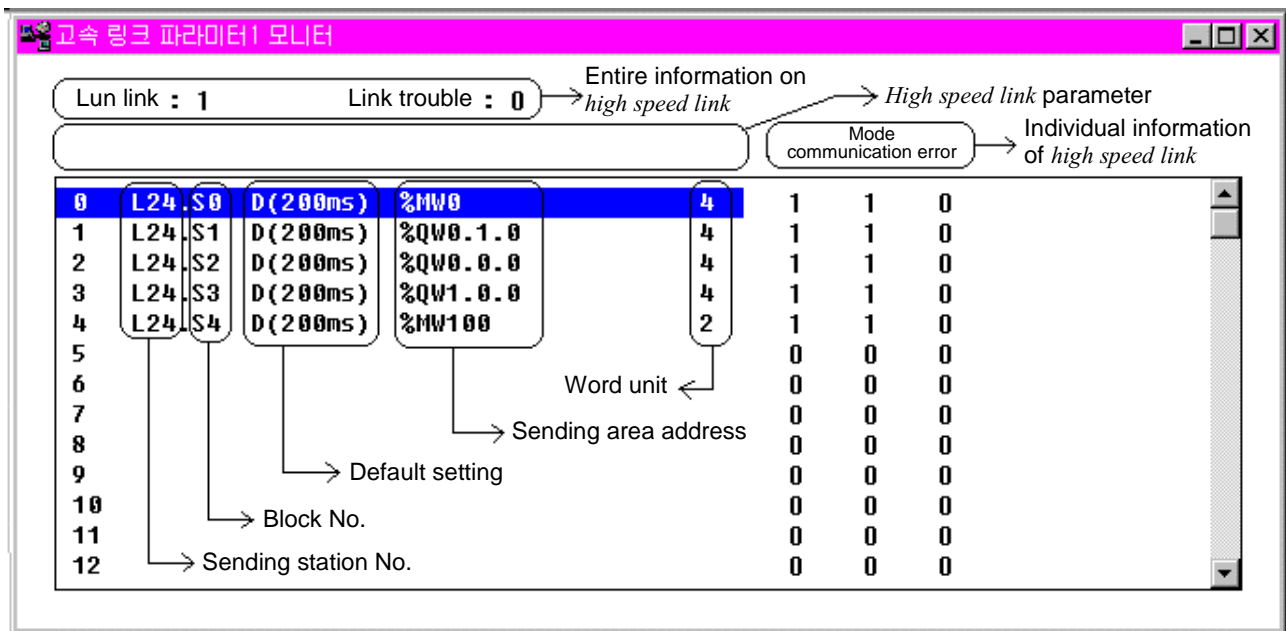 고속 링크 파라미터1 모니터
Lun link : 1 Link trouble : 0
Entire information on
high speed link
High speed link parameter
Mode
communication error
Individual information
of high speed link
0 L24.S0 D(200ms) %MW0 4 1 1 0
1 L24.S1 D(200ms) %QW0.1.0 4 1 1 0
2 L24.S2 D(200ms) %QW0.0.0 4 1 1 0
3 L24.S3 D(200ms) %QW1.0.0 4 1 1 0
4 L24.S4 D(200ms) %MW100 2 1 1 0
5 0 0 0
6 0 0 0
7 0 0 0
8 0 0 0
9 0 0 0
10 0 0 0
11 0 0 0
12 0 0 0
Word unit
Sending area address
Default setting
Block No.
Sending station No.